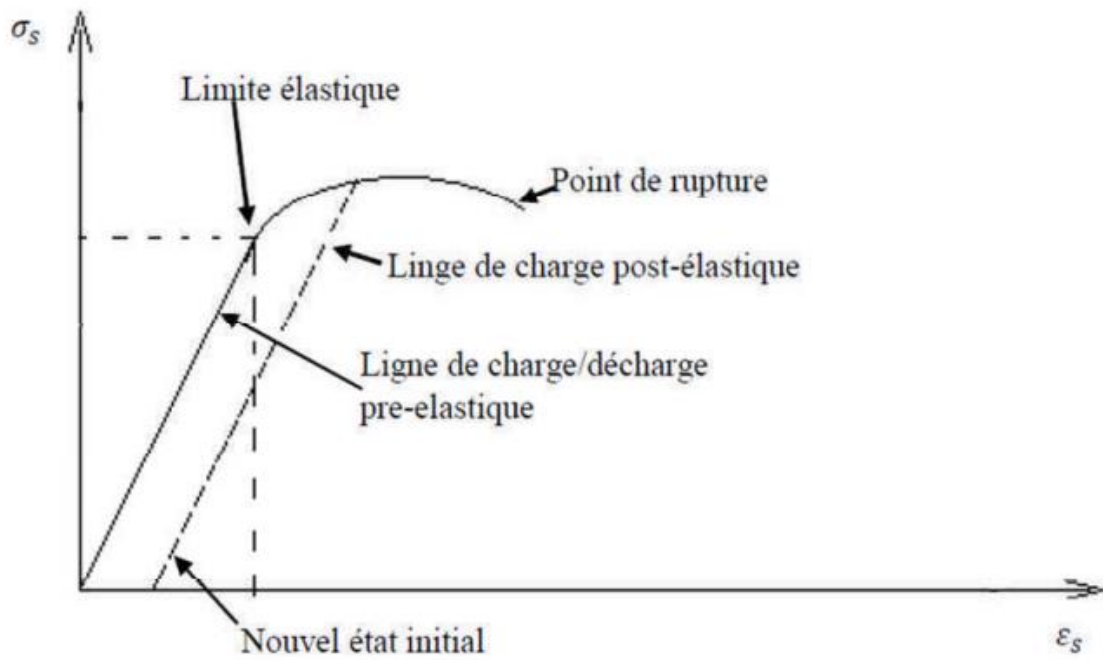 σₛ
Limite élastique
Point de rupture
Linge de charge post-élastique
Ligne de charge/décharge
pre-elastique
Nouvel état initial
εₛ